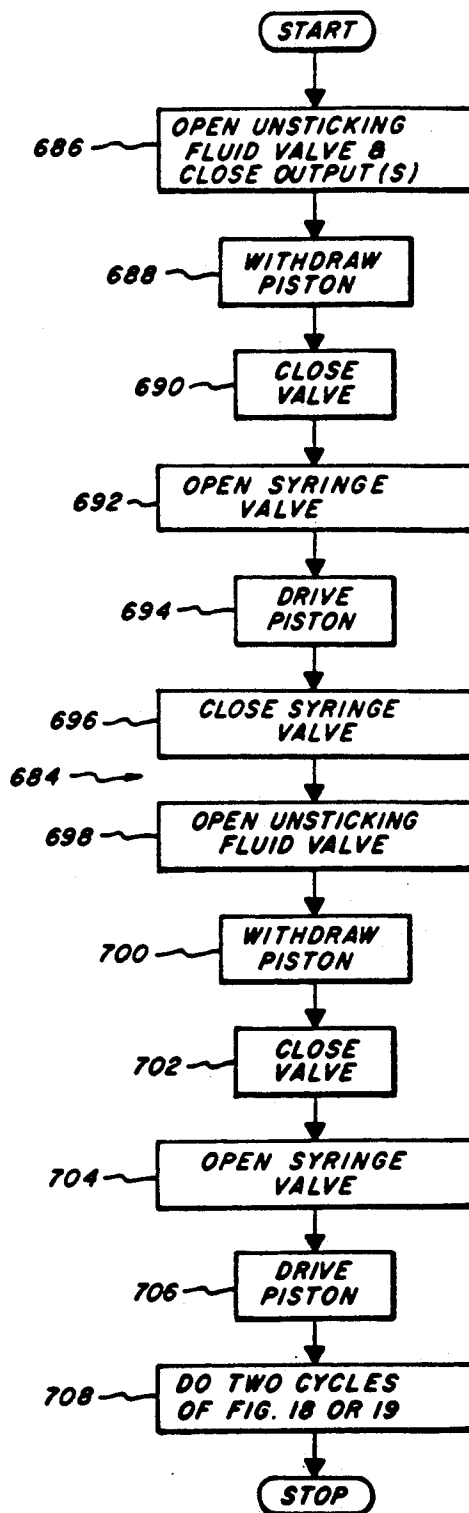 START
686
OPEN UNSTICKING
FLUID VALVE &
CLOSE OUTPUT(S)
688
WITHDRAW
PISTON
690
CLOSE
VALVE
692
OPEN SYRINGE
VALVE
694
DRIVE
PISTON
696
CLOSE SYRINGE
VALVE
684
698
OPEN UNSTICKING
FLUID VALVE
700
WITHDRAW
PISTON
702
CLOSE
VALVE
704
OPEN SYRINGE
VALVE
706
DRIVE
PISTON
708
DO TWO CYCLES
OF FIG. 18 OR 19
STOP